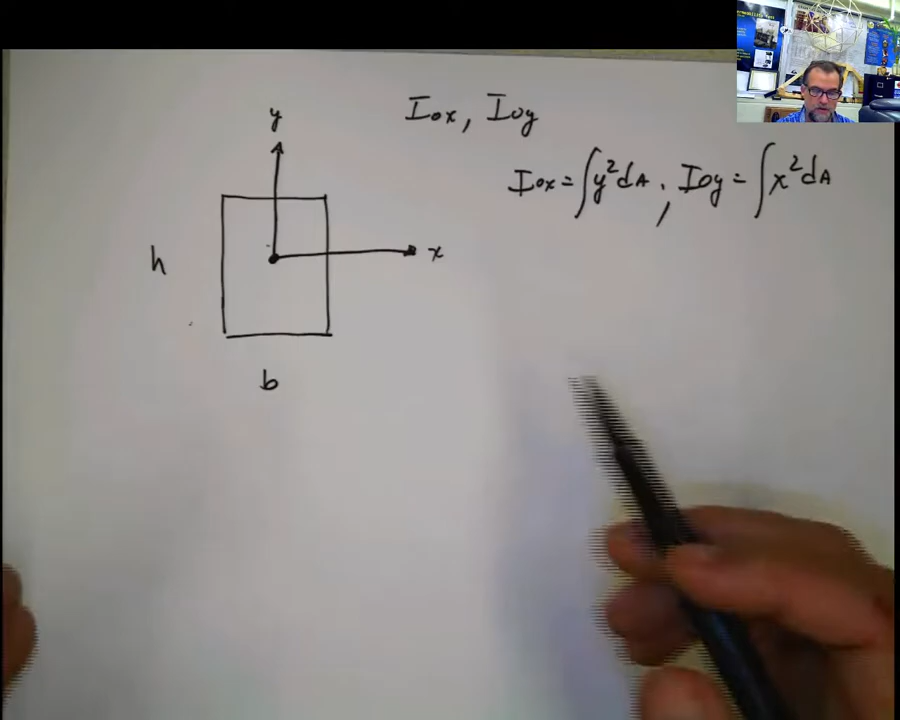 y
Iox, Ioy
Iox = ∫y²dA, Ioy = ∫x²dA
h
x
b